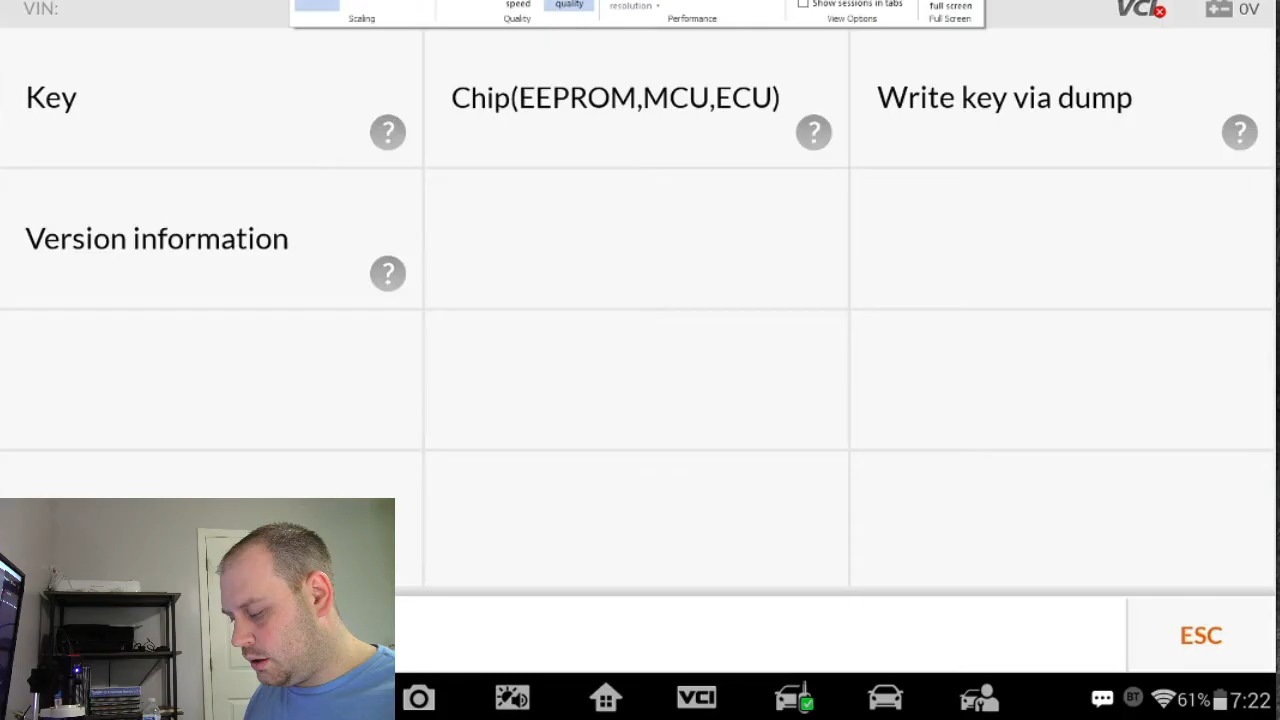 VIN:
Scaling
speed
Quality
quality
resolution
Performance
Show sessions in tabs
View Options
full screen
Full Screen
VCI
0V
Key
?
Chip(EEPROM,MCU,ECU)
?
Write key via dump
?
Version information
?
ESC
VCI
BT
61%
7:22